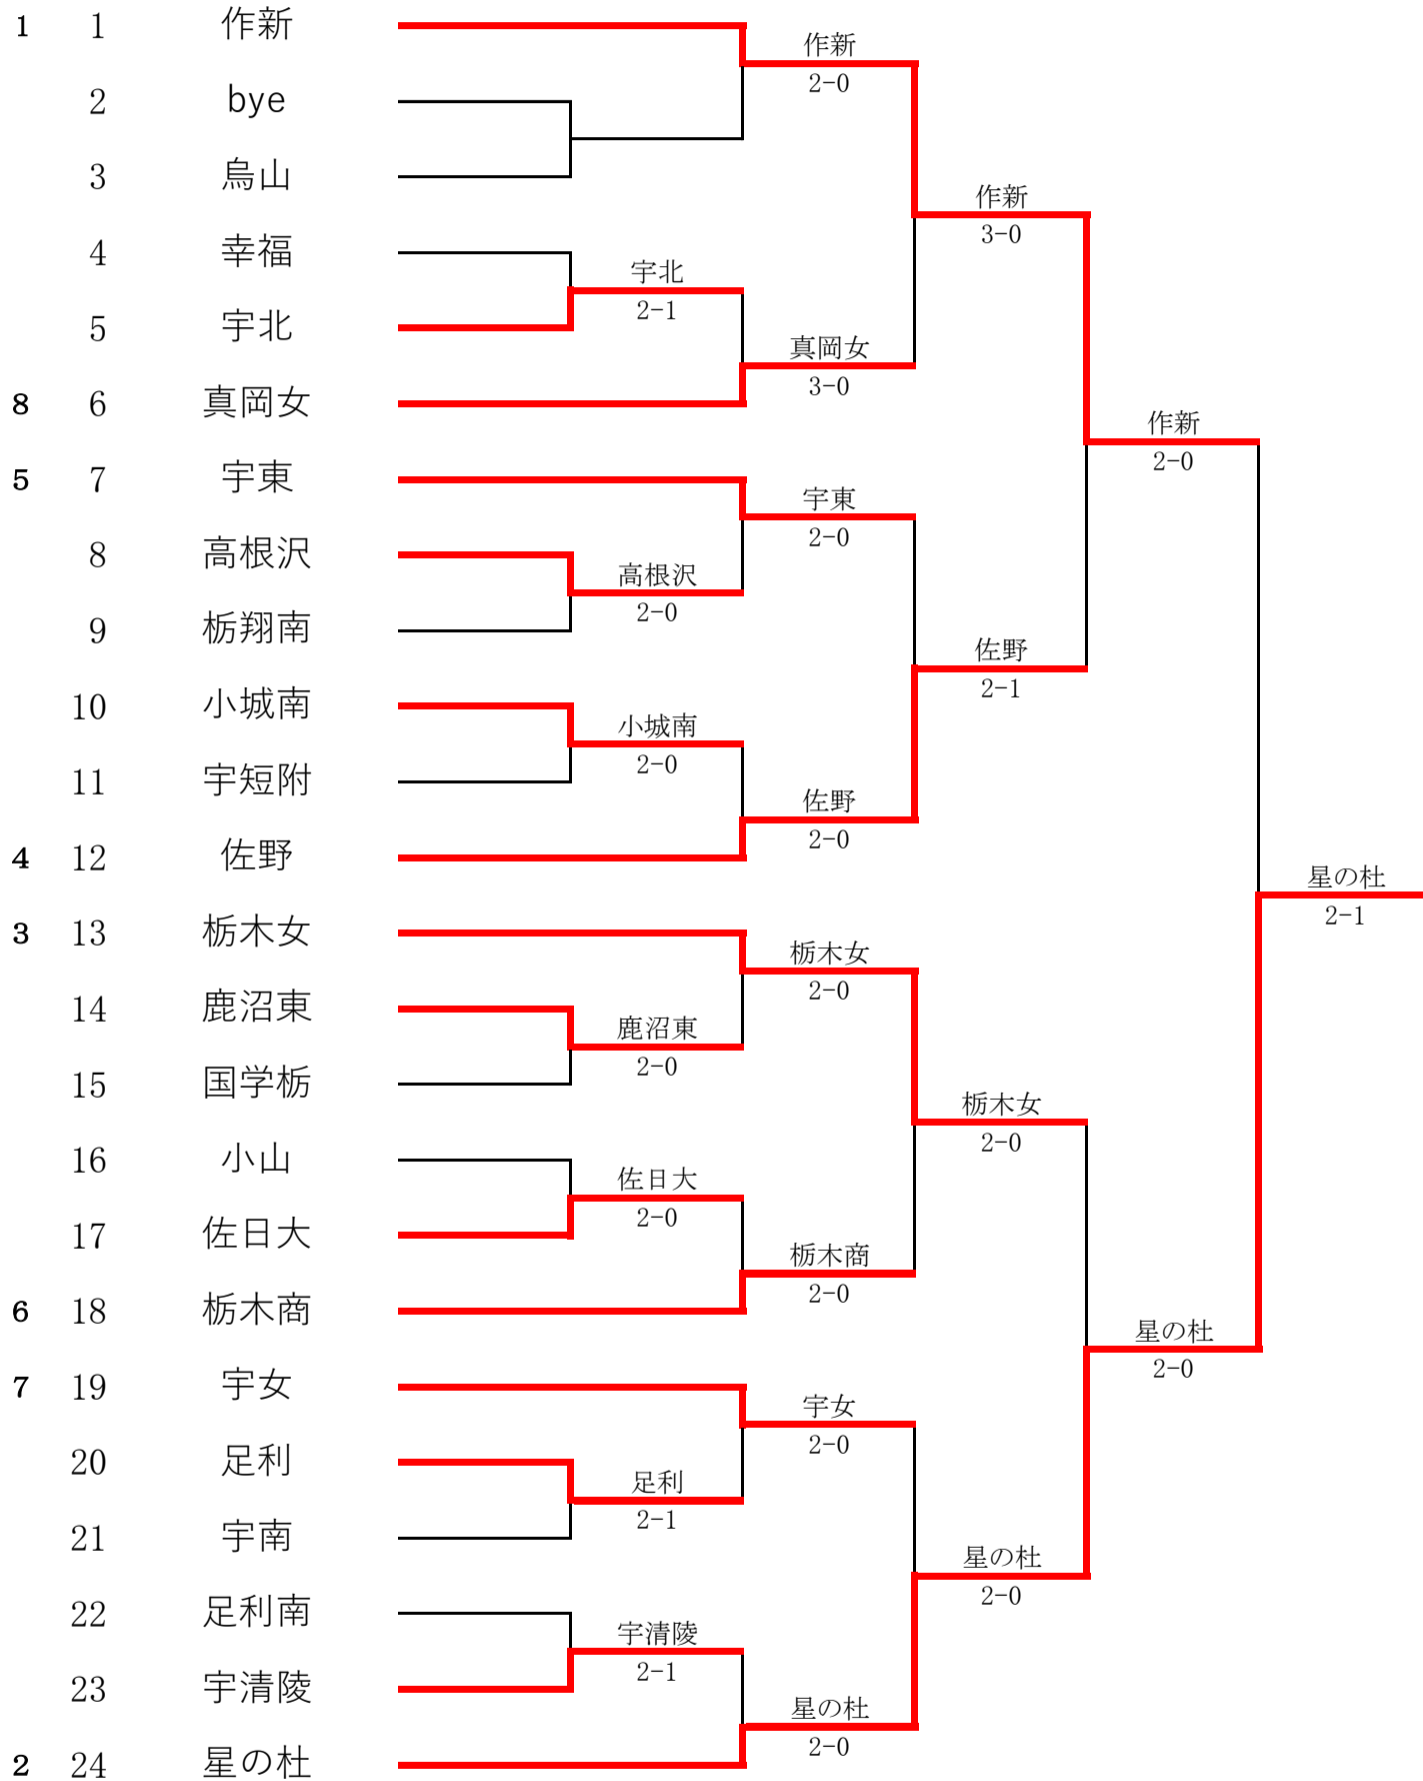 1 1 作新
作新
2-0
2 bye
3 烏山
作新
3-0
4 幸福
宇北
2-1
5 宇北
真岡女
3-0
8 6 真岡女
作新
2-0
5 7 宇東
宇東
2-0
8 高根沢
高根沢
2-0
9 栃翔南
佐野
2-1
10 小城南
小城南
2-0
11 宇短附
佐野
2-0
4 12 佐野
星の杜
2-1
3 13 栃木女
栃木女
2-0
14 鹿沼東
鹿沼東
2-0
15 国学栃
栃木女
2-0
16 小山
佐日大
2-0
17 佐日大
栃木商
2-0
6 18 栃木商
星の杜
2-0
7 19 宇女
宇女
2-0
20 足利
足利
2-1
21 宇南
星の杜
2-0
22 足利南
宇清陵
2-1
23 宇清陵
星の杜
2-0
2 24 星の杜